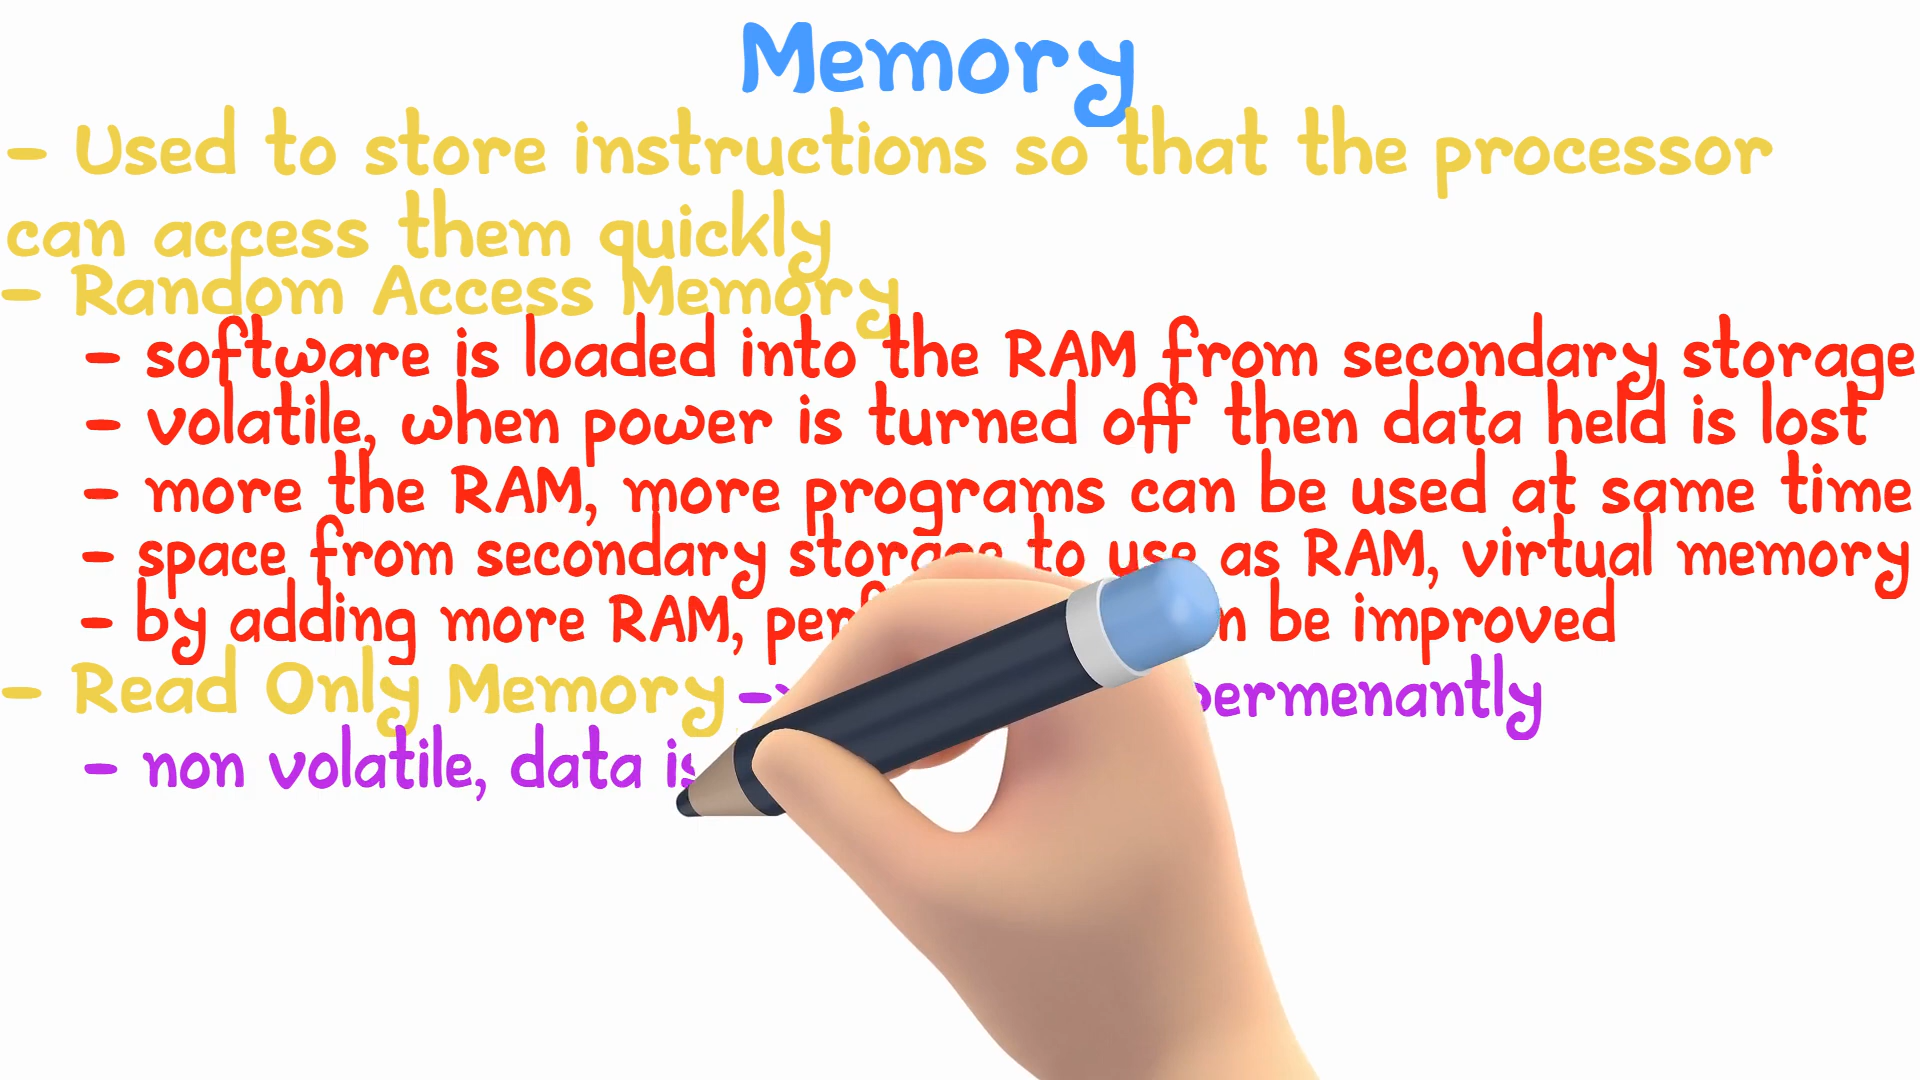 Memory
- Used to store instructions so that the processor
can access them quickly
- Random Access Memory
- software is loaded into the RAM from secondary storage
- volatile, when power is turned off then data held is lost
- more the RAM, more programs can be used at same time
- space from secondary storage to use as RAM, virtual memory
- by adding more RAM, be improved
- Read Only Memory - permenantly
- non volatile, data is